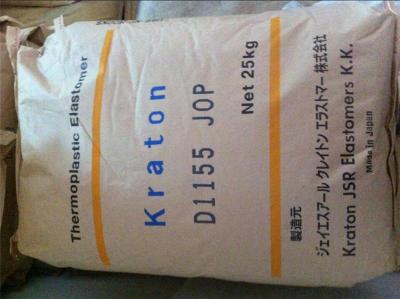 Thermoplastic Elastomer
Kraton
D1155 JOP
Net 25kg
製造元
ジェイエスアール クレイトン エラストマー株式会社
Kraton JSR Elastomers K.K.
Made in Japan